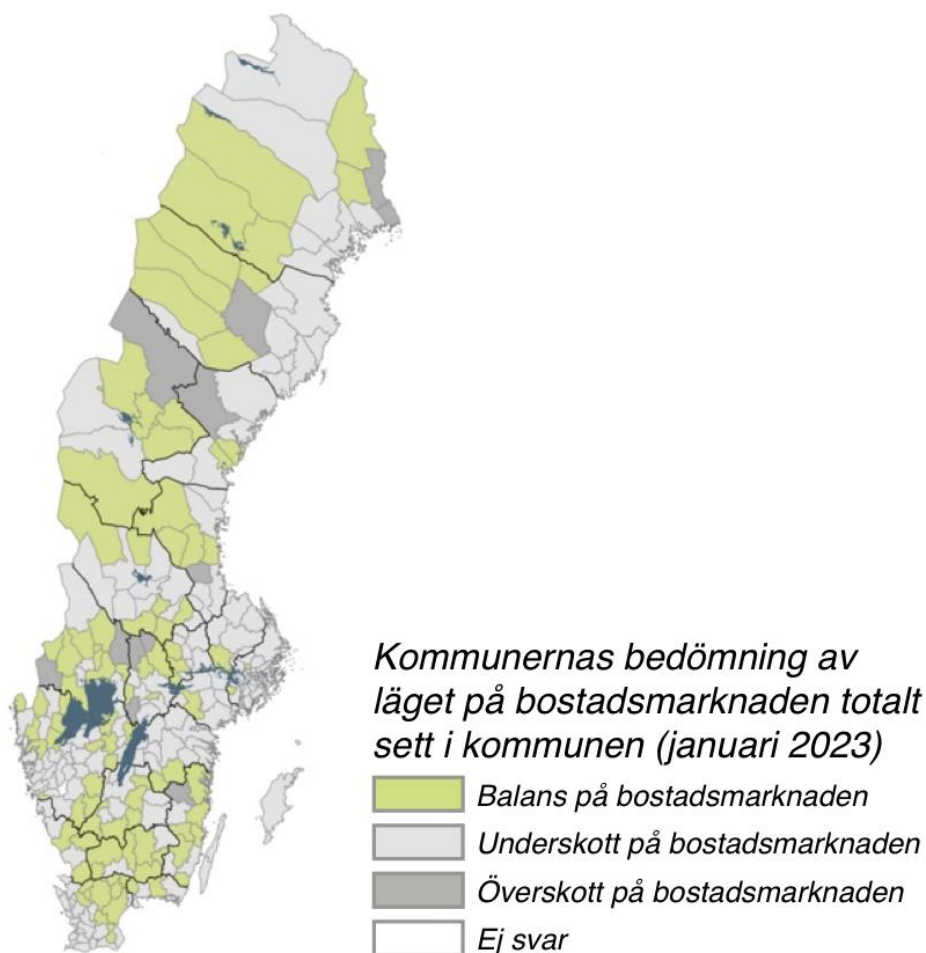 Kommunernas bedömning av
läget på bostadsmarknaden totalt
sett i kommunen (januari 2023)
Balans på bostadsmarknaden
Underskott på bostadsmarknaden
Överskott på bostadsmarknaden
Ej svar